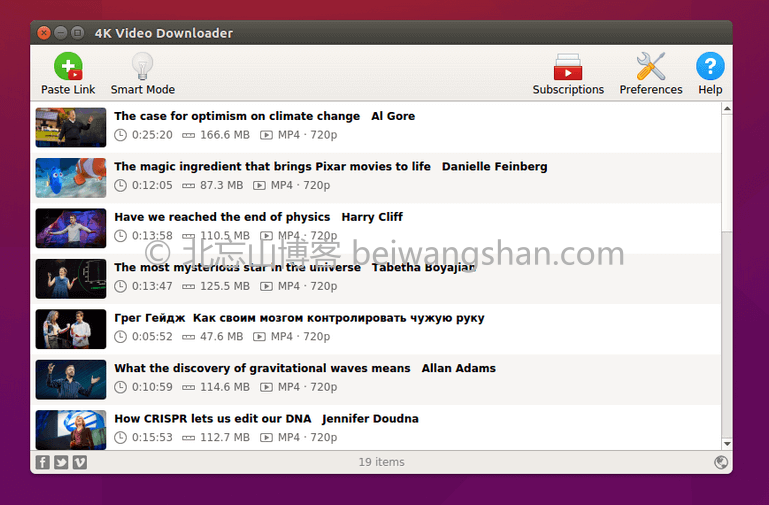 4K Video Downloader
Paste Link
Smart Mode
Subscriptions
Preferences
Help
The case for optimism on climate change Al Gore
0:25:20 166.6 MB MP4 · 720p
The magic ingredient that brings Pixar movies to life Danielle Feinberg
0:12:05 87.3 MB MP4 · 720p
Have we reached the end of physics Harry Cliff
0:13:58 110.5 MB MP4 · 720p
© 北忘山博客 beiwangshan.com
The most mysterious star in the universe Tabetha Boyajian
0:13:47 125.5 MB MP4 · 720p
Грег Гейдж Как своим мозгом контролировать чужую руку
0:05:52 47.6 MB MP4 · 720p
What the discovery of gravitational waves means Allan Adams
0:10:59 114.6 MB MP4 · 720p
How CRISPR lets us edit our DNA Jennifer Doudna
0:15:53 112.7 MB MP4 · 720p
19 items